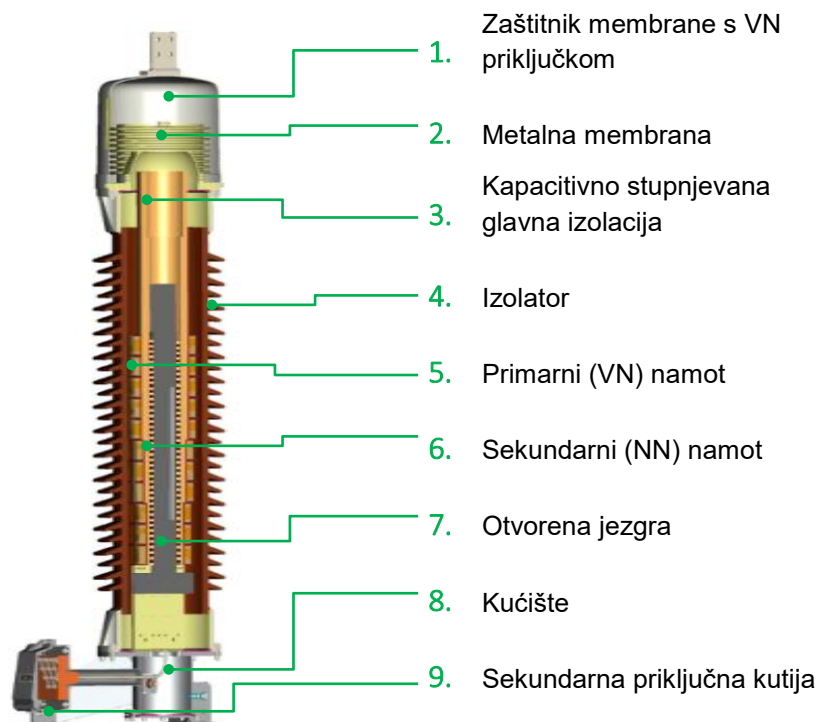 1. Zaštitnik membrane s VN
priključkom
2. Metalna membrana
3. Kapacitivno stupnjevana
glavna izolacija
4. Izolator
5. Primarni (VN) namot
6. Sekundarni (NN) namot
7. Otvorena jezgra
8. Kućište
9. Sekundarna priključna kutija